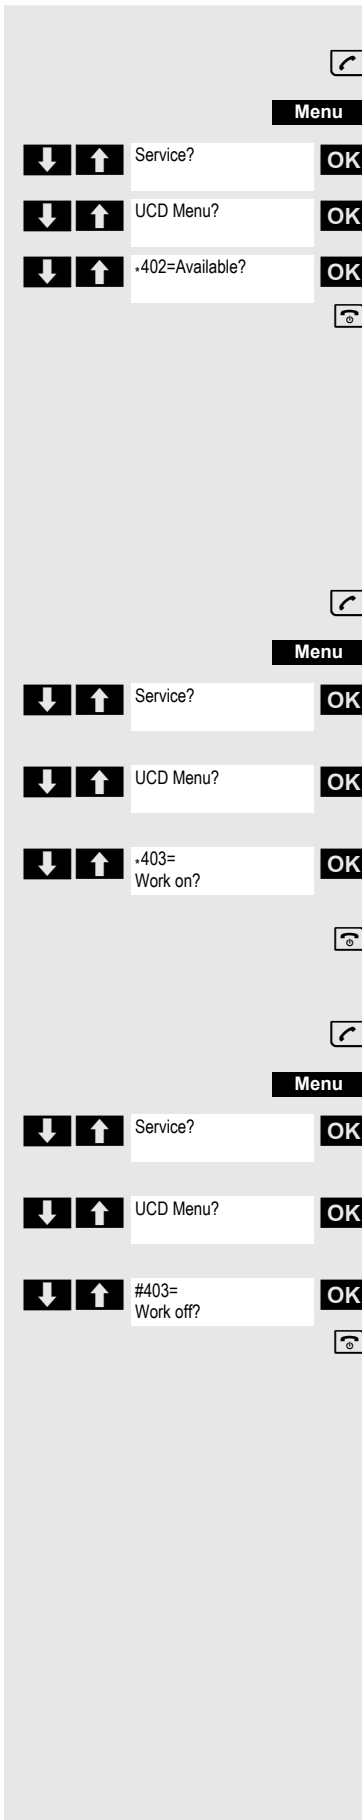 Menu
Service? OK
UCD Menu? OK
*402=Available? OK
Menu
Service? OK
UCD Menu? OK
*403= OK
Work on?
Menu
Service? OK
UCD Menu? OK
#403= OK
Work off?